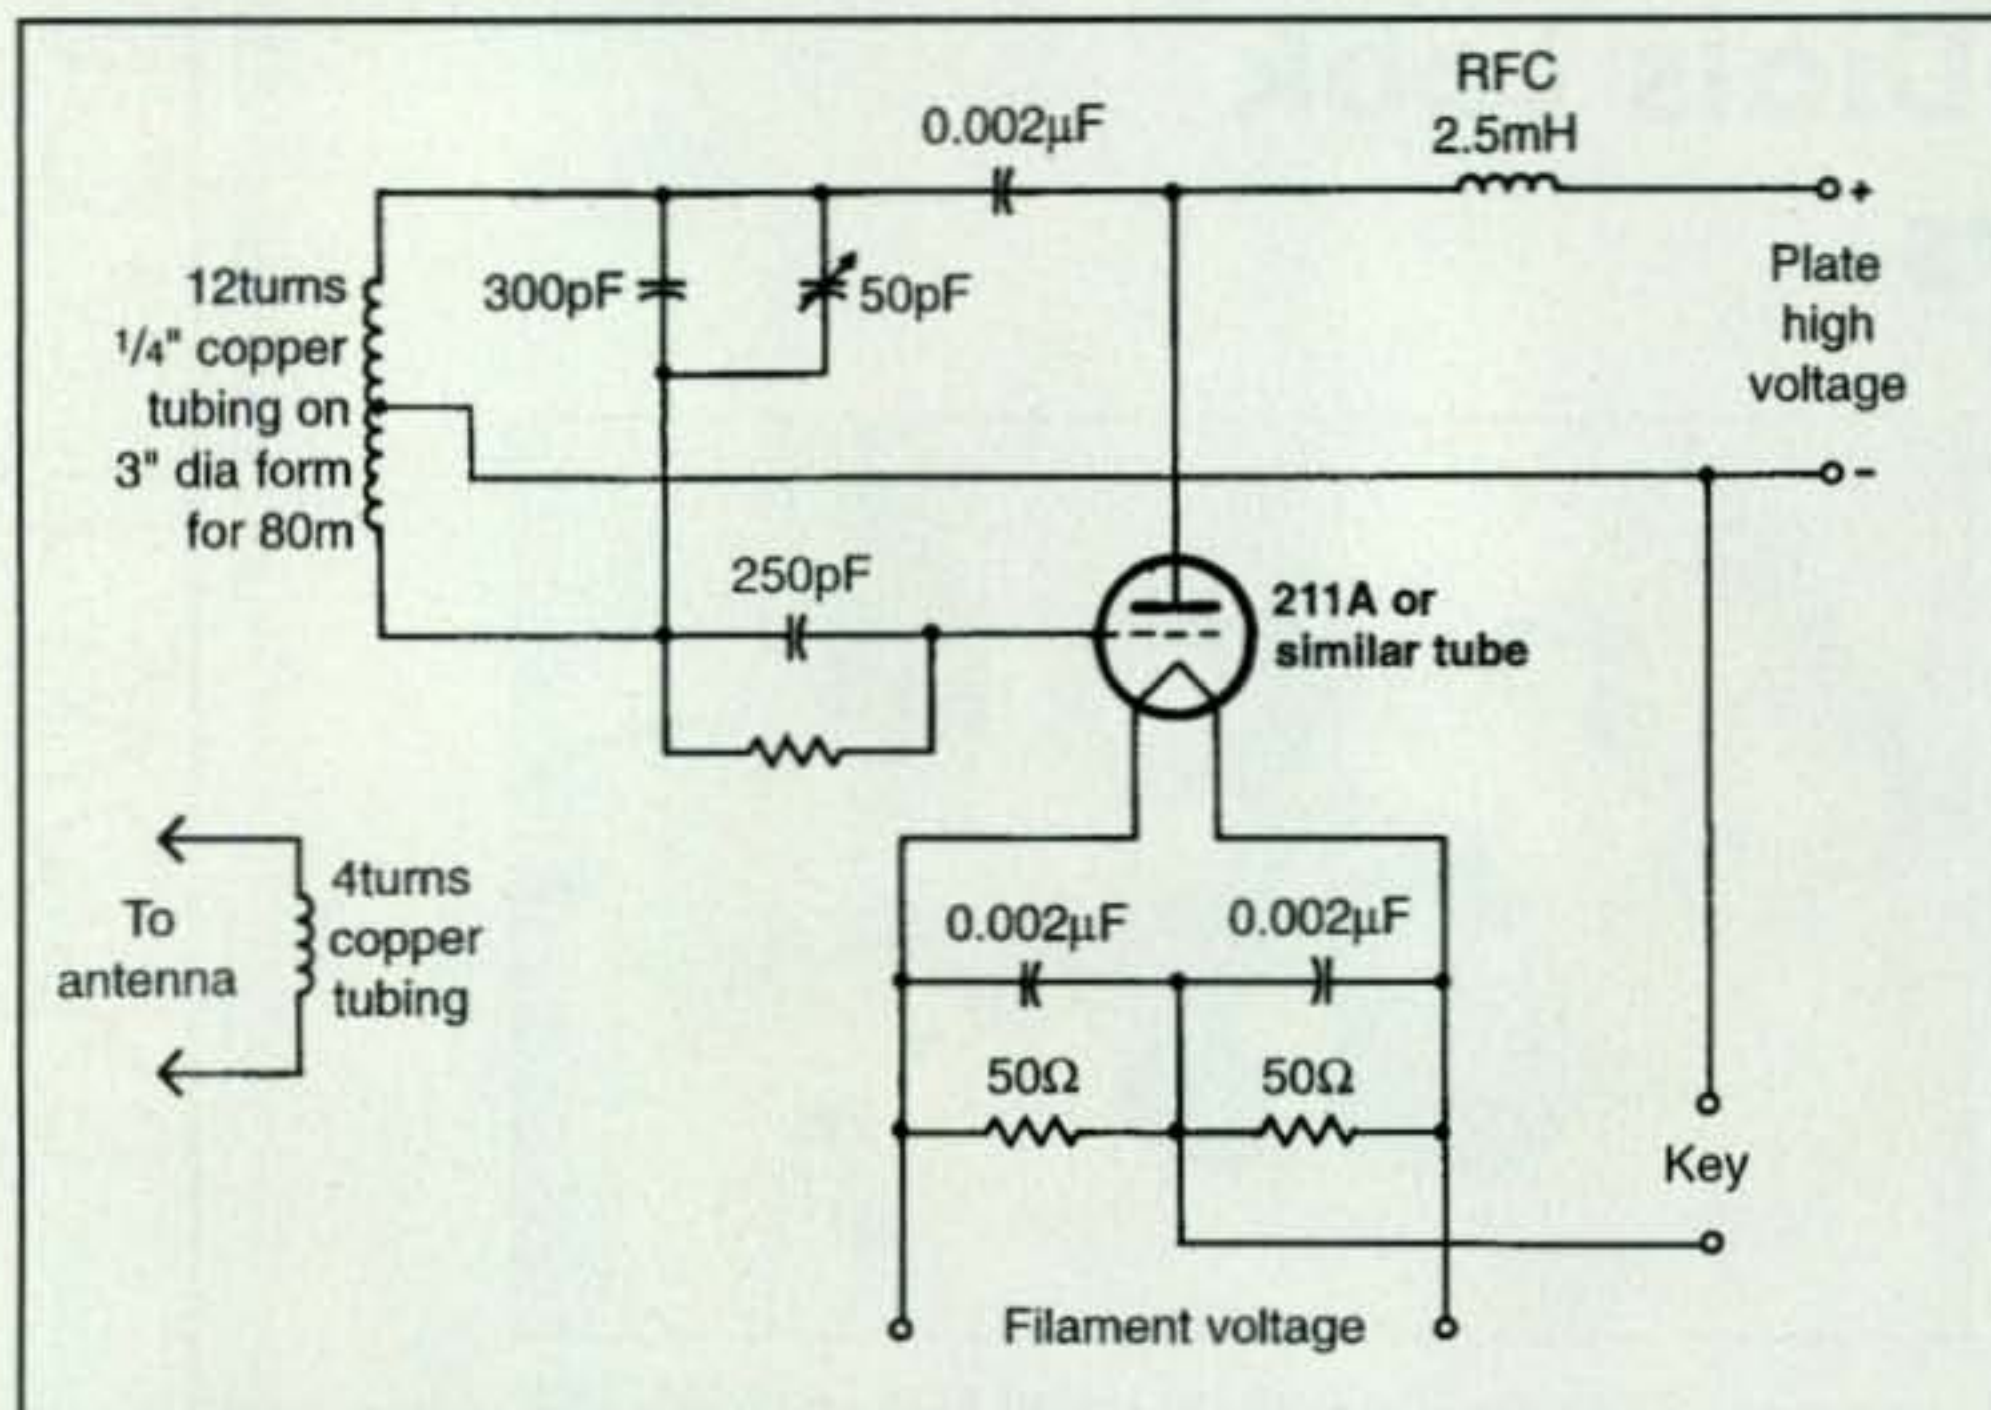 RFC
2.5mH
0.002µF
+
12turns
1/4" copper
tubing on
3" dia form
for 80m
300pF
50pF
Plate
high
voltage
-
250pF
211A or
similar tube
To
antenna
4turns
copper
tubing
0.002µF
0.002µF
50Ω
50Ω
Key
Filament voltage